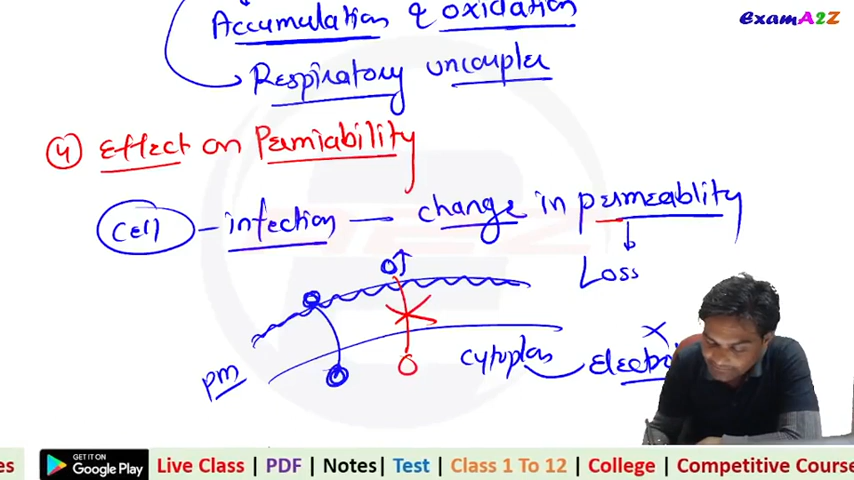 Accumulation & oxidation
ExamA2Z
Respiratory uncoupler
4 Effect on Permiability
Cell - infection — change in permeablity
Loss
pm
cytoplas
GET IT ON
Google Play
Live Class | PDF | Notes| Test | Class 1 To 12 | College | Competitive Course